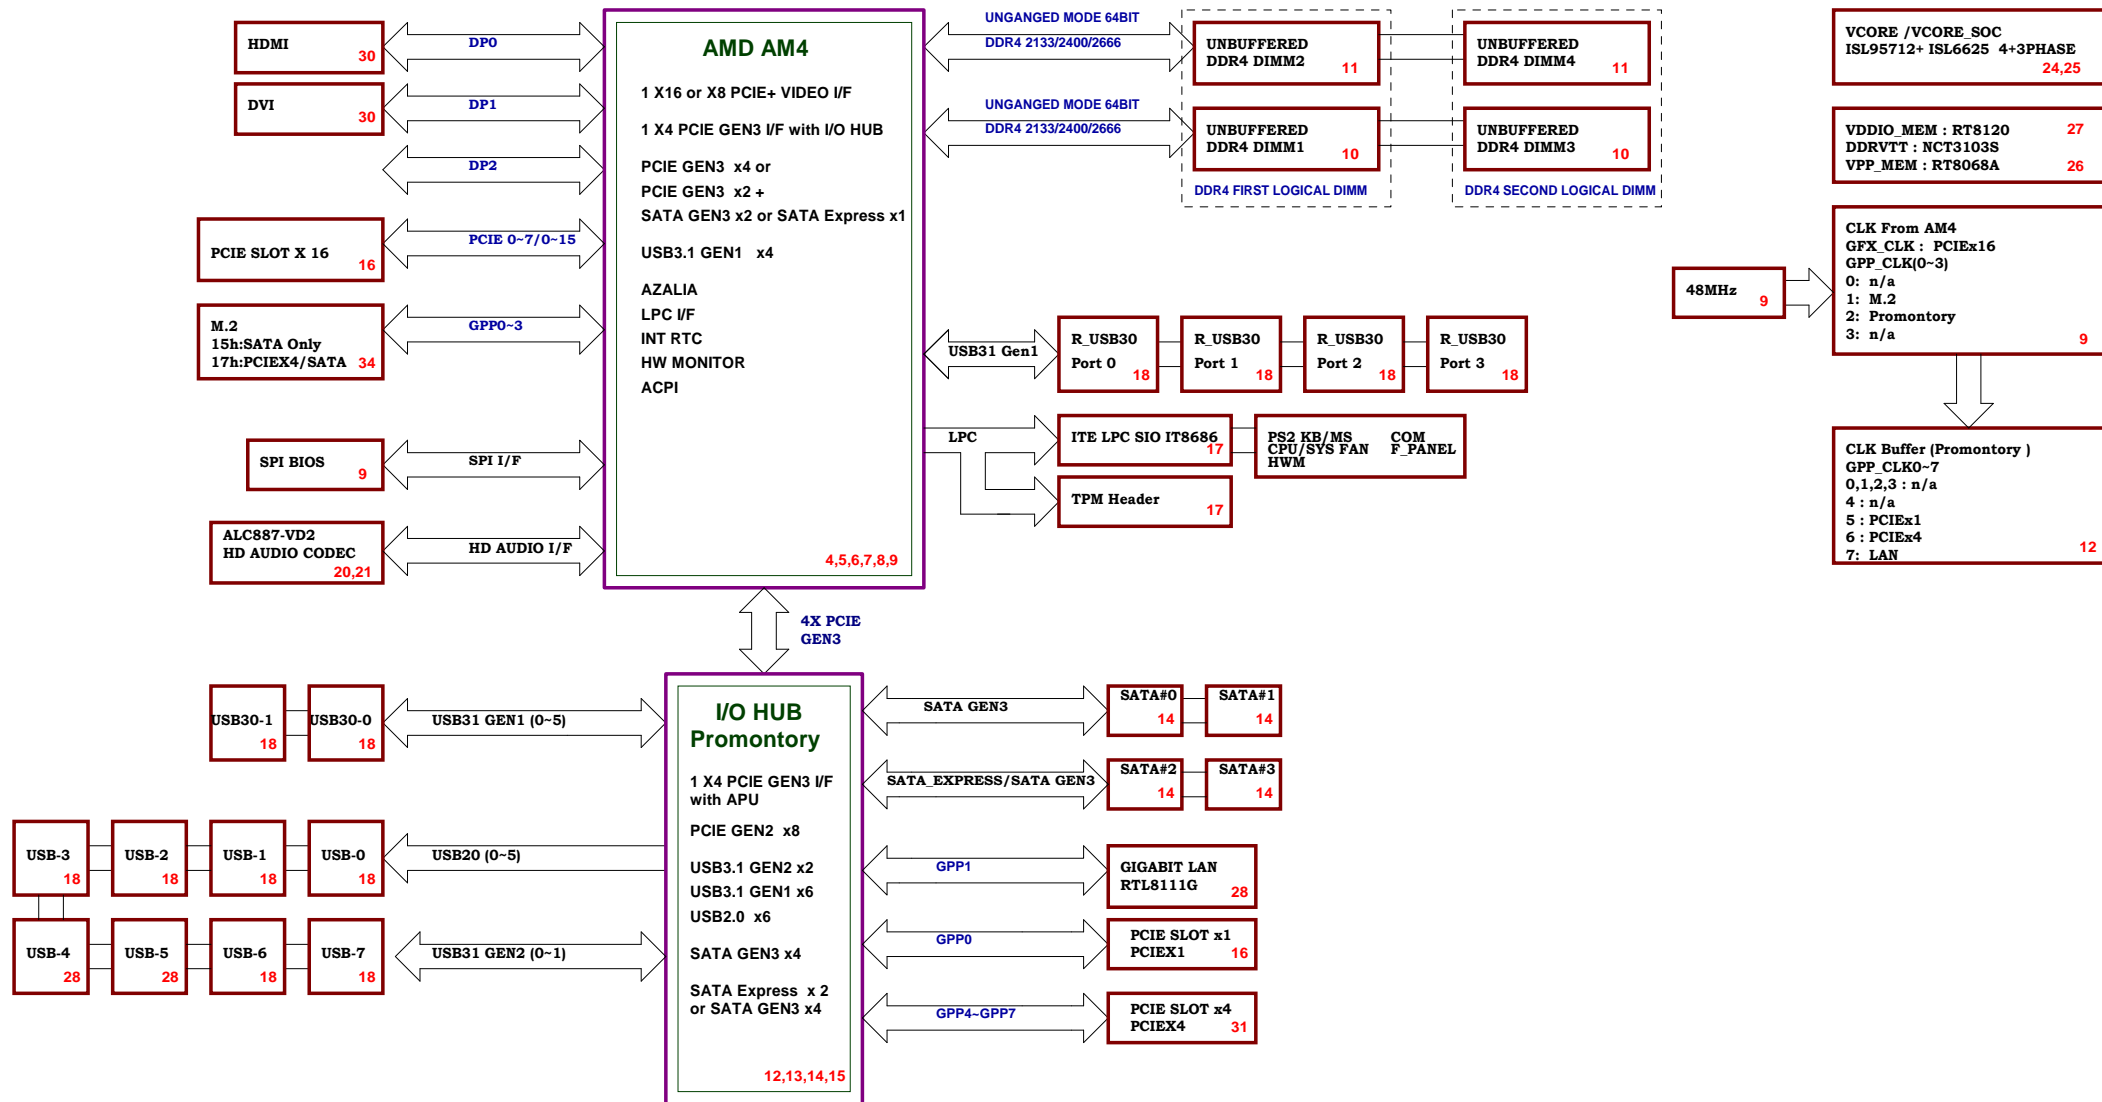 HDMI
30
DP0
DVI
30
DP1
DP2
PCIE SLOT X 16
16
PCIE 0~7/0~15
M.2
15h:SATA Only
17h:PCIEX4/SATA 34
GPP0~3
SPI BIOS
9
SPI I/F
ALC887-VD2
HD AUDIO CODEC
20,21
HD AUDIO I/F
AMD AM4
1 X16 or X8 PCIE+ VIDEO I/F
1 X4 PCIE GEN3 I/F with I/O HUB
PCIE GEN3 x4 or
PCIE GEN3 x2 +
SATA GEN3 x2 or SATA Express x1
USB3.1 GEN1 x4
AZALIA
LPC I/F
INT RTC
HW MONITOR
ACPI
4,5,6,7,8,9
UNGANGED MODE 64BIT
DDR4 2133/2400/2666
UNBUFFERED
DDR4 DIMM2
11
UNBUFFERED
DDR4 DIMM4
11
UNGANGED MODE 64BIT
DDR4 2133/2400/2666
UNBUFFERED
DDR4 DIMM1
10
UNBUFFERED
DDR4 DIMM3
10
DDR4 FIRST LOGICAL DIMM
DDR4 SECOND LOGICAL DIMM
USB31 Gen1
R_USB30
Port 0
18
R_USB30
Port 1
18
R_USB30
Port 2
18
R_USB30
Port 3
18
LPC
ITE LPC SIO IT8686
17
PS2 KB/MS COM
CPU/SYS FAN F_PANEL
HWM
TPM Header
17
VCORE /VCORE_SOC
ISL95712+ ISL6625 4+3PHASE
24,25
VDDIO_MEM : RT8120 27
DDRVTT : NCT3103S
VPP_MEM : RT8068A 26
48MHz
9
CLK From AM4
GFX_CLK : PCIEx16
GPP_CLK(0~3)
0: n/a
1: M.2
2: Promontory
3: n/a
9
CLK Buffer (Promontory )
GPP_CLK0~7
0,1,2,3 : n/a
4 : n/a
5 : PCIEx1
6 : PCIEx4
7: LAN
12
4X PCIE
GEN3
I/O HUB
Promontory
1 X4 PCIE GEN3 I/F
with APU
PCIE GEN2 x8
USB3.1 GEN2 x2
USB3.1 GEN1 x6
USB2.0 x6
SATA GEN3 x4
SATA Express x 2
or SATA GEN3 x4
12,13,14,15
USB30-1
18
USB30-0
18
USB31 GEN1 (0~5)
USB-3
18
USB-2
18
USB-1
18
USB-0
18
USB20 (0~5)
USB-4
28
USB-5
28
USB-6
18
USB-7
18
USB31 GEN2 (0~1)
SATA GEN3
SATA#0
14
SATA#1
14
SATA_EXPRESS/SATA GEN3
SATA#2
14
SATA#3
14
GPP1
GIGABIT LAN
RTL8111G
28
GPP0
PCIE SLOT x1
PCIEX1
16
GPP4~GPP7
PCIE SLOT x4
PCIEX4
31